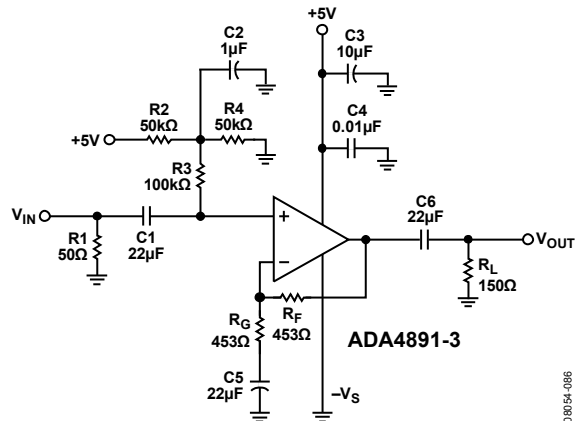 +5V
C2
1µF
C3
10µF
R2
50kΩ
R4
50kΩ
C4
0.01µF
+5V
R3
100kΩ
C6
22µF
VIN
+
VOUT
R1
50Ω
C1
22µF
−
RL
150Ω
RG
453Ω
RF
453Ω
ADA4891-3
C5
22µF
–VS
08054-086